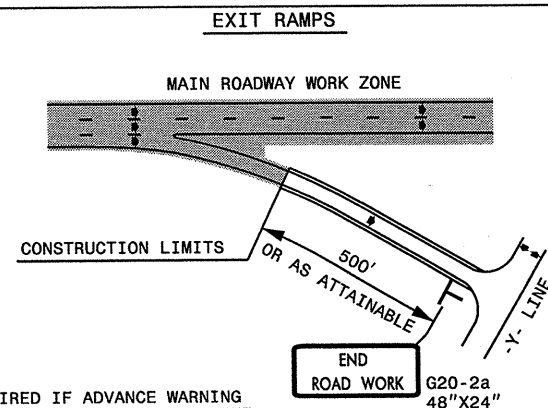 EXIT RAMPS
MAIN ROADWAY WORK ZONE
CONSTRUCTION LIMITS
500'
OR AS ATTAINABLE
-Y- LINE
END
ROAD WORK
G20-2a
48"X24"
IRED IF ADVANCE WARNING